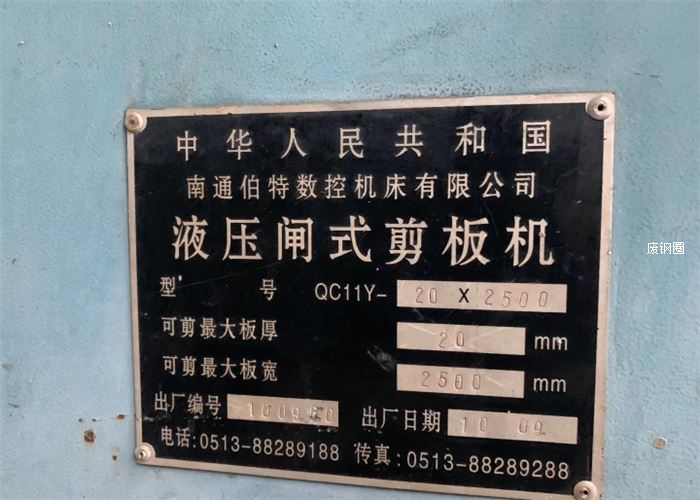 中华人民共和国
南通伯特数控机床有限公司
液压闸式剪板机
型号 QC11Y-20X2500
可剪最大板厚 20 mm
可剪最大板宽 2500 mm
出厂编号 出厂日期 10 09
电话:0513-88289188 传真:0513-88289288
废钢圈